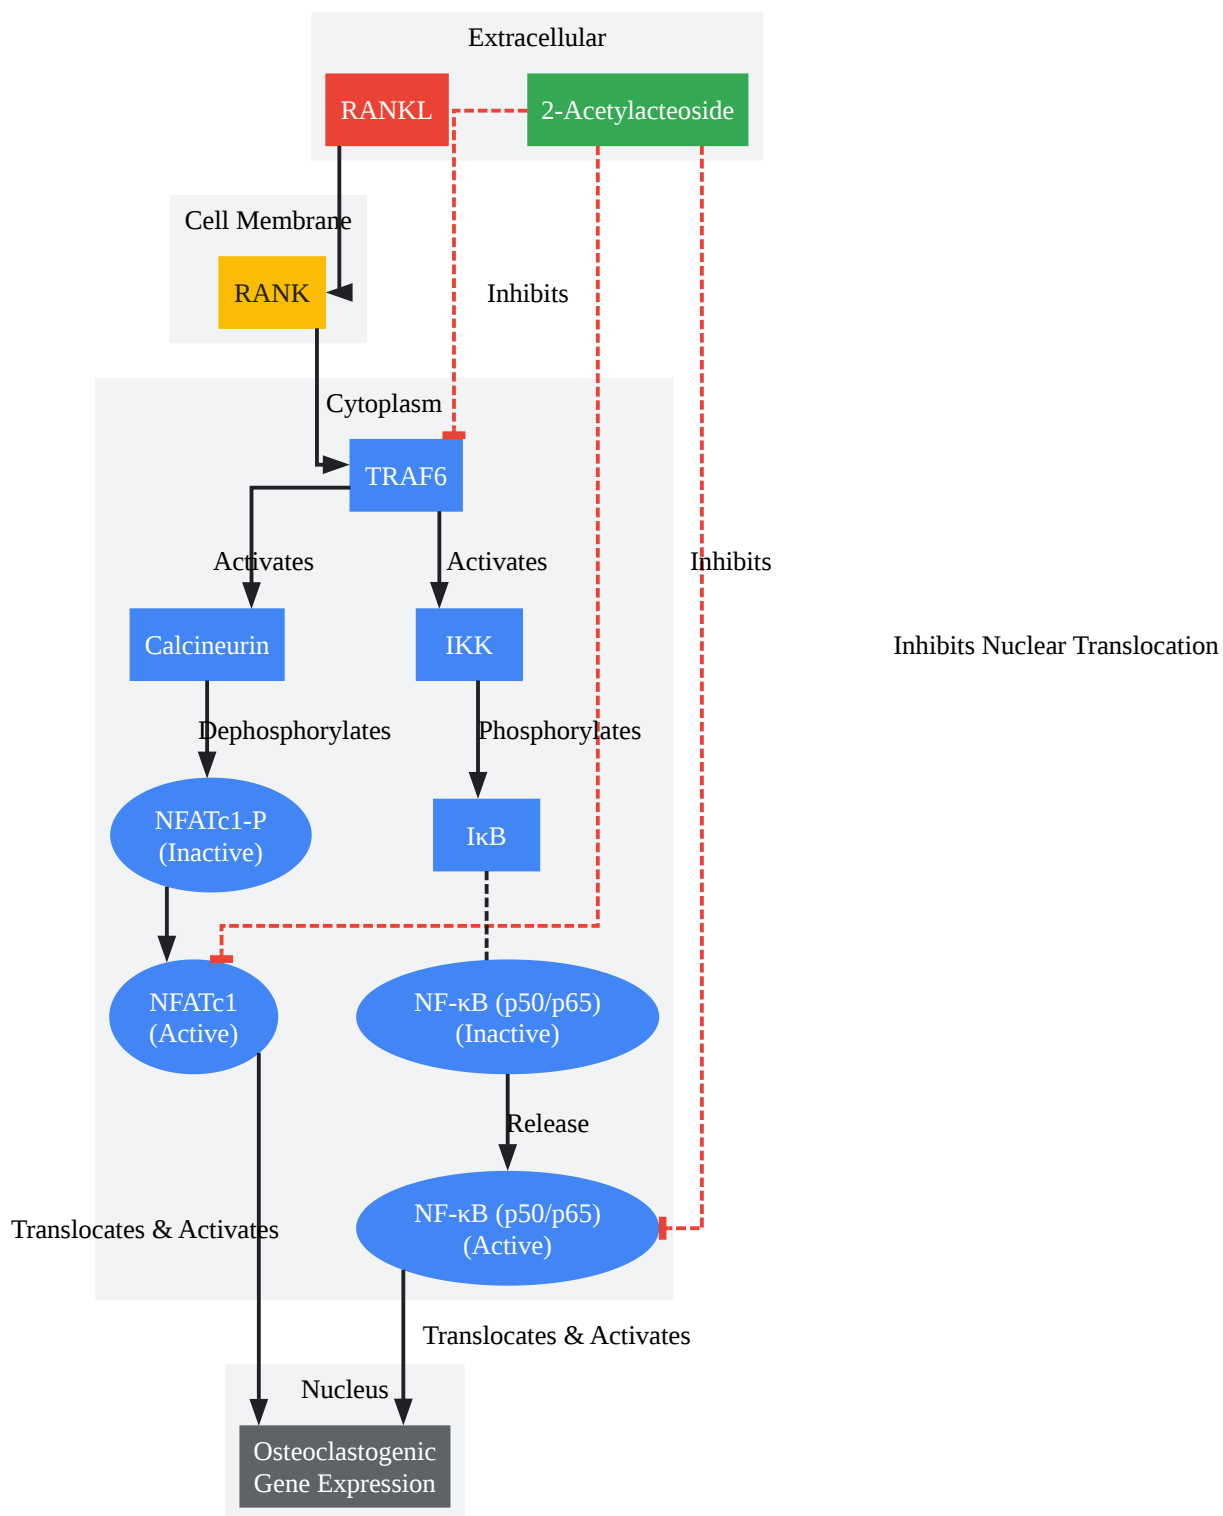 Extracellular
RANKL
2-Acetylacteoside
Cell Membrane
RANK
Inhibits
Cytoplasm
TRAF6
Activates
Activates
Inhibits
Calcineurin
IKK
Inhibits Nuclear Translocation
Dephosphorylates
Phosphorylates
NFATc1-P
(Inactive)
IκB
NFATc1
(Active)
NF-κB (p50/p65)
(Inactive)
Release
Translocates & Activates
NF-κB (p50/p65)
(Active)
Translocates & Activates
Nucleus
Osteoclastogenic
Gene Expression